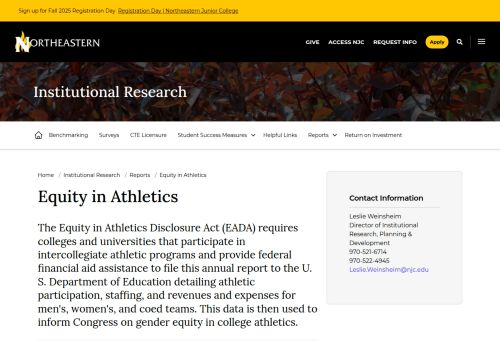 Sign up for Fall 2025 Registration Day Registration Day | Northeastern Junior College
NORTHEASTERN
GIVE ACCESS NJC REQUEST INFO Apply
Institutional Research
Benchmarking Surveys CTE Licensure Student Success Measures Helpful Links Reports Return on Investment
Home / Institutional Research / Reports / Equity in Athletics
Equity in Athletics
The Equity in Athletics Disclosure Act (EADA) requires
colleges and universities that participate in
intercollegiate athletic programs and provide federal
financial aid assistance to file this annual report to the U.
S. Department of Education detailing athletic
participation, staffing, and revenues and expenses for
men's, women's, and coed teams. This data is then used to
inform Congress on gender equity in college athletics.
Contact Information
Leslie Weinsheim
Director of Institutional
Research, Planning &
Development
970-521-6714
970-522-4945
Leslie.Weinsheim@njc.edu